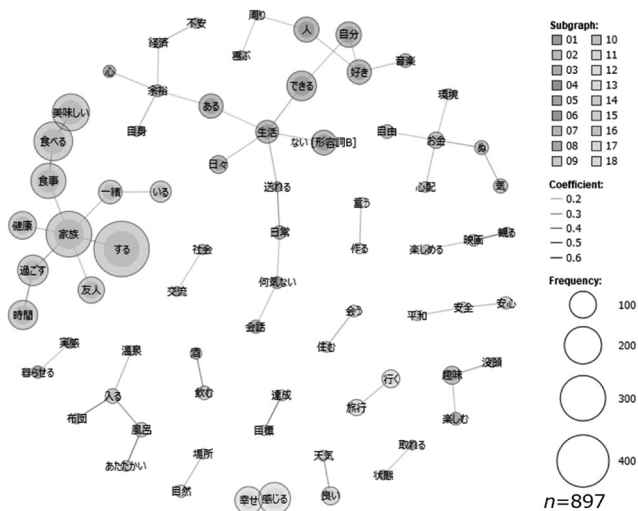 不安
周り
人
自分
経済
喜ぶ
好き
音楽
心
余裕
できる
美味しい
ある
環境
自身
生活
ない [形容詞B]
自由
お金
ぬ
食べる
日々
食事
一緒
いる
送れる
心配
気
健康
家族
する
言う
日常
社会
作る
楽しめる
映画
観る
過ごす
友人
何気ない
交流
時間
会話
会う
平和
安全
安心
住む
実感
温泉
酒
暮らせる
没頭
趣味
入る
飲む
達成
行く
旅行
布団
風呂
目標
楽しむ
あたたかい
場所
天気
取れる
状態
自然
幸せ
感じる
良い
Subgraph:
01 10
02 11
03 12
04 13
05 14
06 15
07 16
08 17
09 18
Coefficient:
0.2
0.3
0.4
0.5
0.6
Frequency:
100
200
300
400
n=897